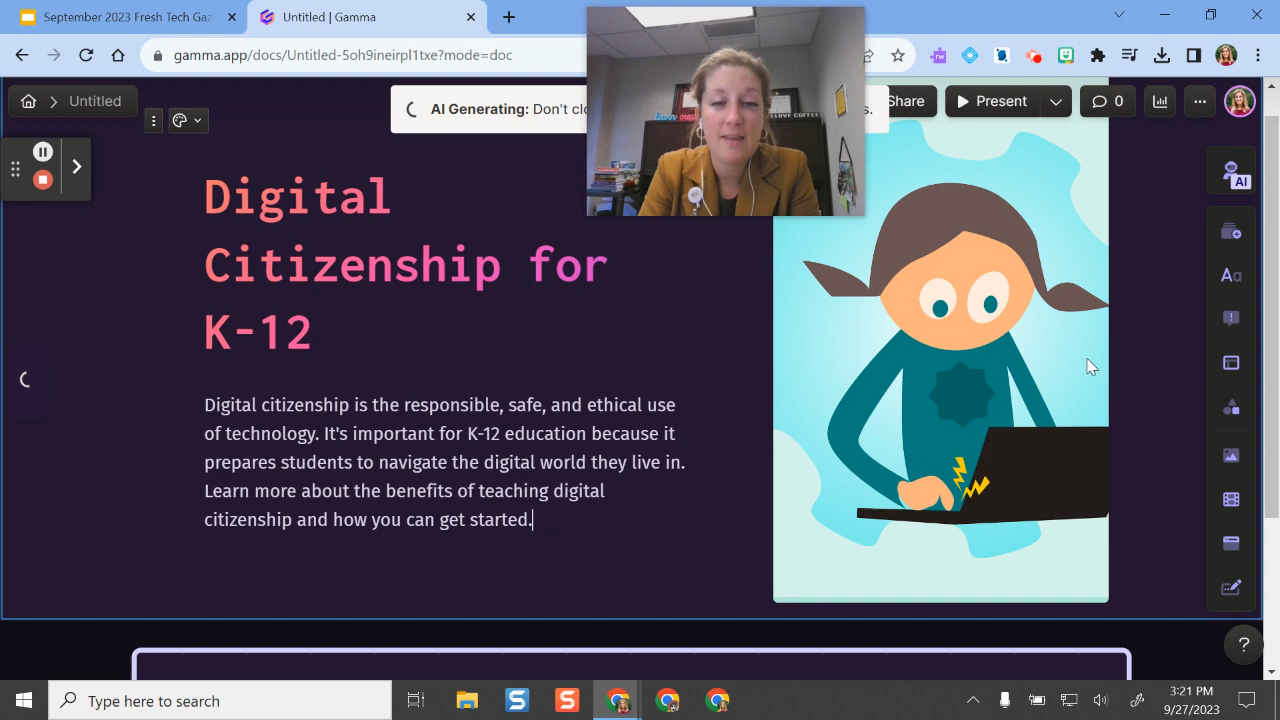 September 2023 Fresh Tech Gaz
Untitled | Gamma
gamma.app/docs/Untitled-5oh9ineirpl1txe?mode=doc
Untitled
AI Generating: Don't clo
s.
Share
Present
0
I LOVE COFFEE
AI
Aa
Digital
Citizenship for
K-12
Digital citizenship is the responsible, safe, and ethical use
of technology. It's important for K-12 education because it
prepares students to navigate the digital world they live in.
Learn more about the benefits of teaching digital
citizenship and how you can get started.
?
Type here to search
3:21 PM
9/27/2023